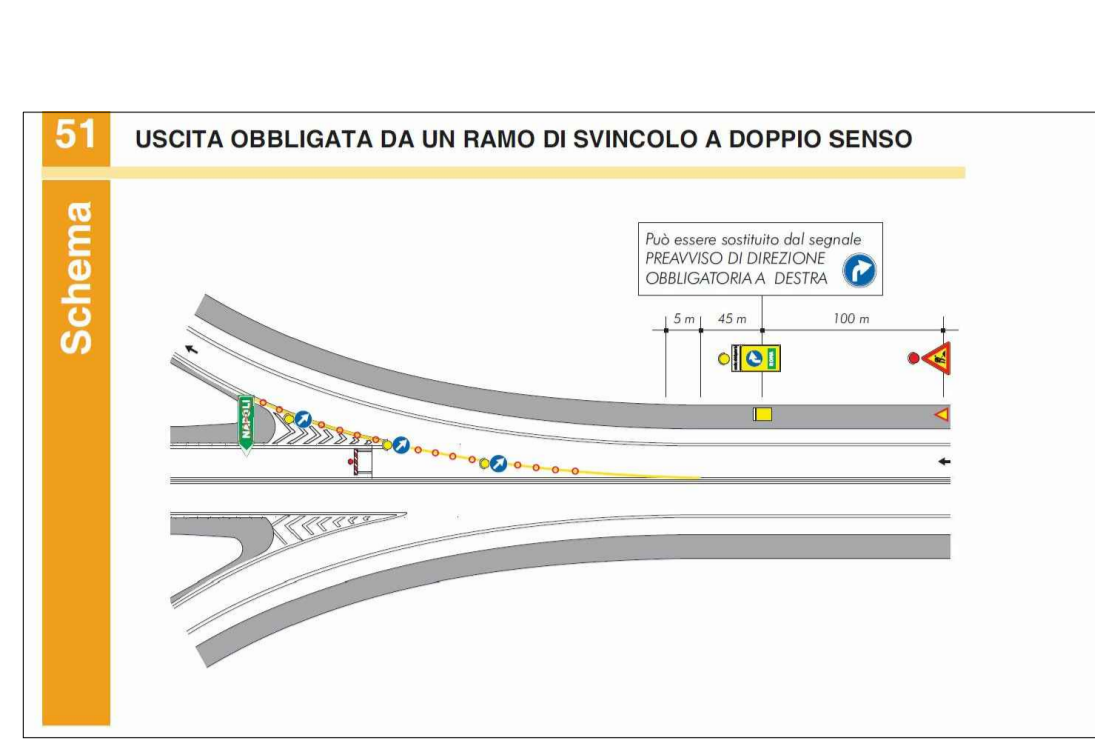 51
USCITA OBBLIGATA DA UN RAMO DI SVINCOLO A DOPPIO SENSO
Schema
Può essere sostituito dal segnale
PREAVVISO DI DIREZIONE
OBBLIGATORIA A DESTRA
5 m
45 m
100 m
NAPOLI